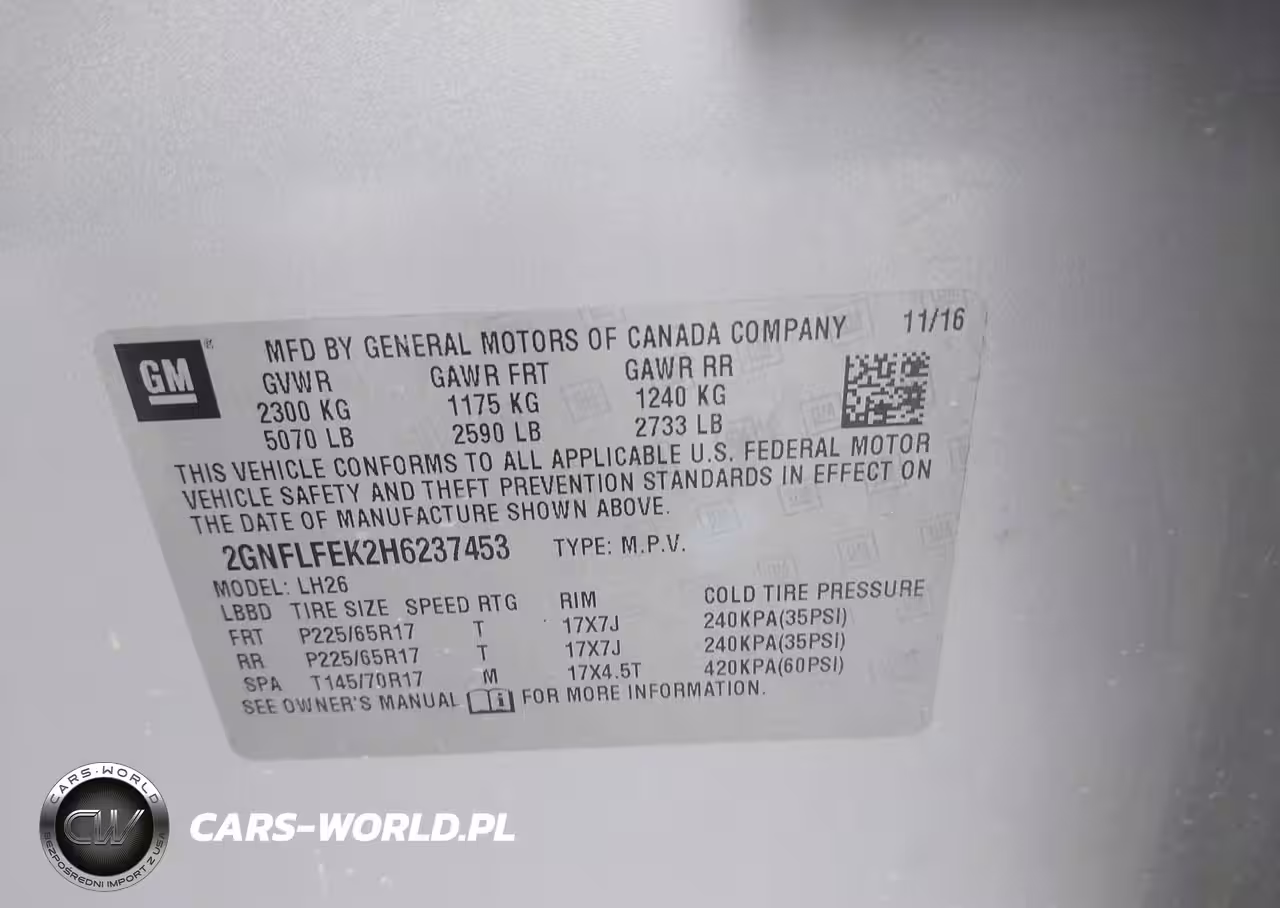 GM
MFD BY GENERAL MOTORS OF CANADA COMPANY 11/16
GVWR GAWR FRT GAWR RR
2300 KG 1175 KG 1240 KG
5070 LB 2590 LB 2733 LB
THIS VEHICLE CONFORMS TO ALL APPLICABLE U.S. FEDERAL MOTOR
VEHICLE SAFETY AND THEFT PREVENTION STANDARDS IN EFFECT ON
THE DATE OF MANUFACTURE SHOWN ABOVE.
2GNFLFEK2H6237453 TYPE: M.P.V.
MODEL: LH26
LBBD TIRE SIZE SPEED RTG RIM COLD TIRE PRESSURE
FRT P225/65R17 T 17X7J 240KPA(35PSI)
RR P225/65R17 T 17X7J 240KPA(35PSI)
SPA T145/70R17 M 17X4.5T 420KPA(60PSI)
SEE OWNER'S MANUAL FOR MORE INFORMATION.
CARS-WORLD
CW
BEZPOŚREDNI IMPORT Z USA
CARS-WORLD.PL